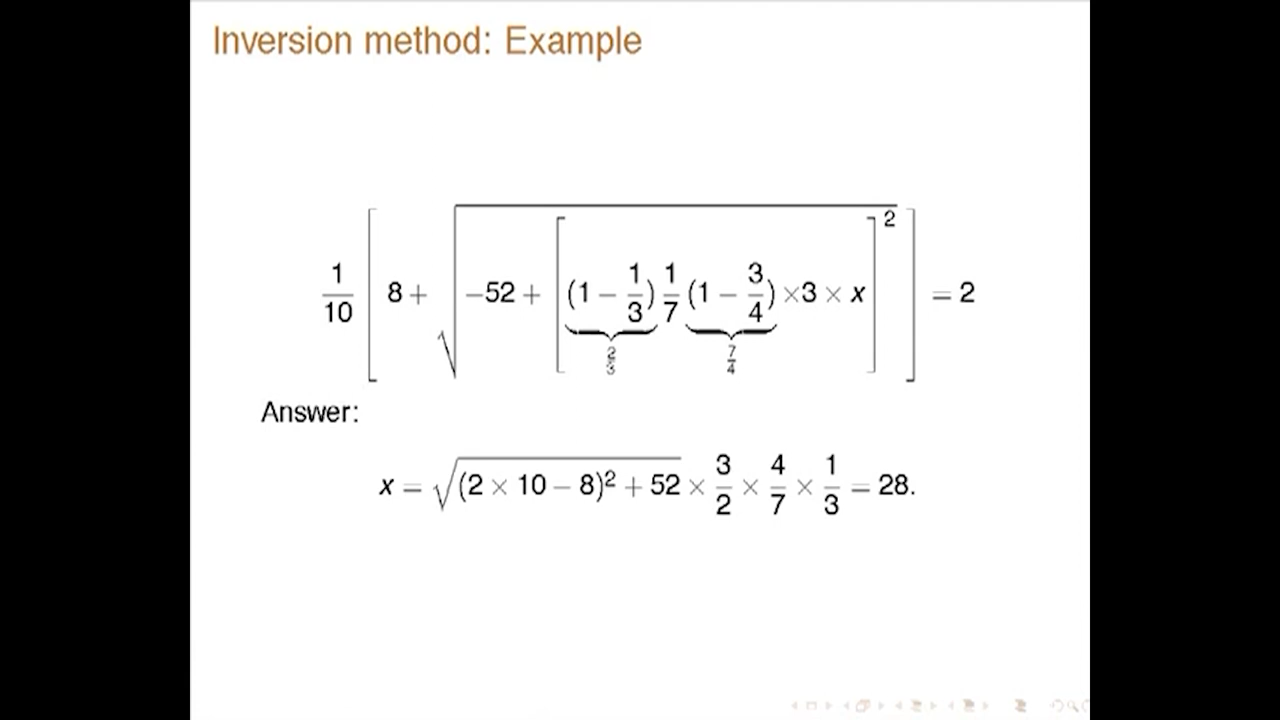 Inversion method: Example
1/10 [ 8 + √( −52 + [ (1 − 1/3) 1/7 (1 − 3/4) ×3 × x ]² ) ] = 2
2/3 7/4
Answer:
x = √((2 × 10 − 8)² + 52) × 3/2 × 4/7 × 1/3 = 28.